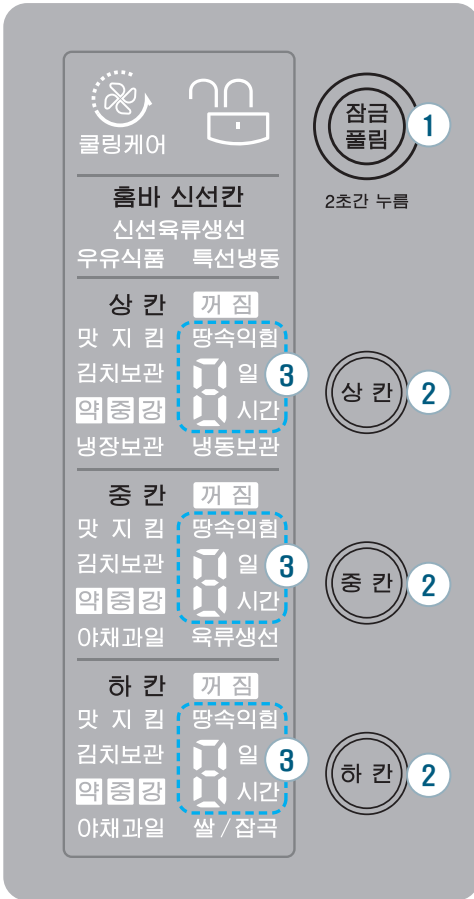 쿨링케어
잠금
풀림
1
2초간 누름
홈바 신선칸
신선육류생선
우유식품 특선냉동
상 칸 꺼 짐
맛 지 킴 땅속익힘
김치보관 0 일 3
약 중 강 시간
냉장보관 냉동보관
상 칸 2
중 칸 꺼 짐
맛 지 킴 땅속익힘
김치보관 0 일 3
약 중 강 시간
야채과일 육류생선
중 칸 2
하 칸 꺼 짐
맛 지 킴 땅속익힘
김치보관 0 일 3
약 중 강 시간
야채과일 쌀/잡곡
하 칸 2